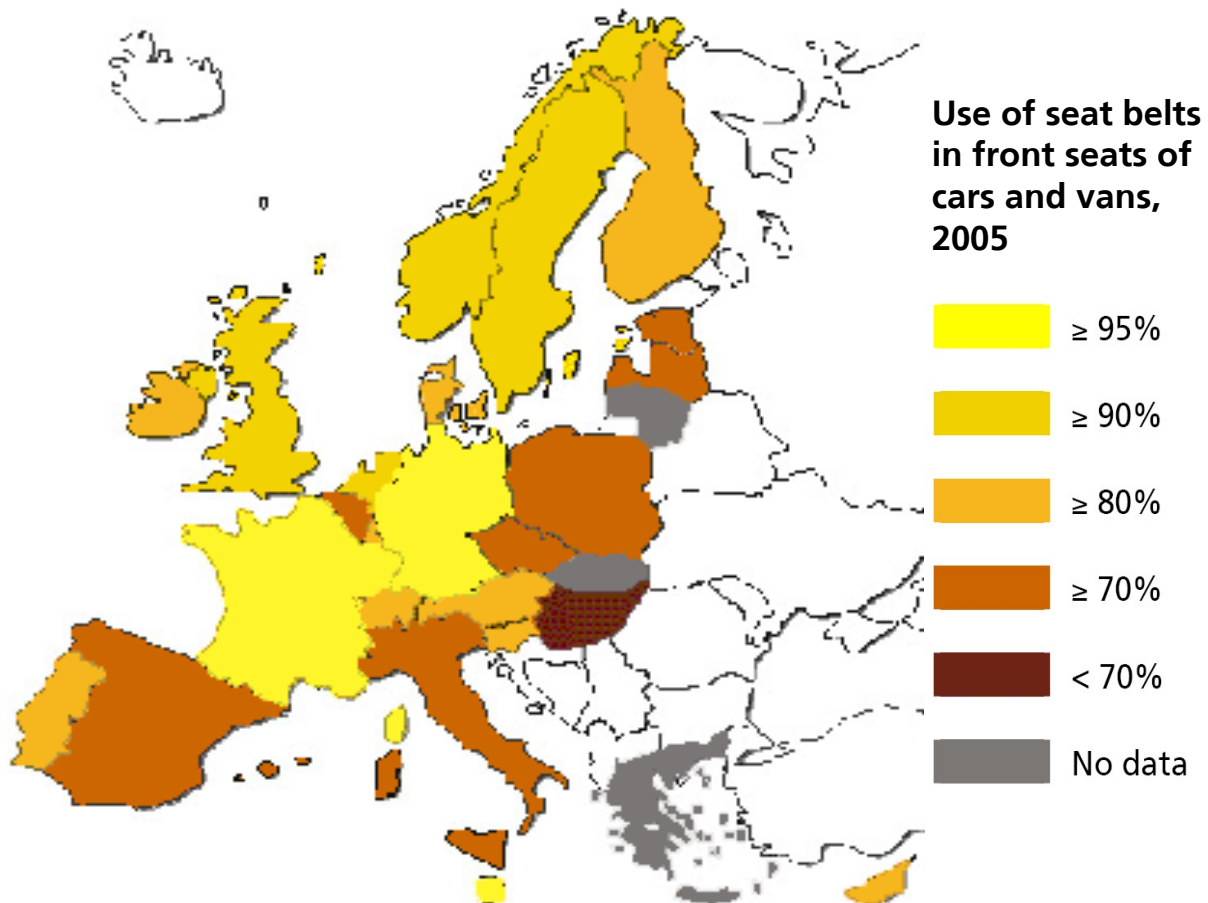 Use of seat belts
in front seats of
cars and vans,
2005
≥ 95%
≥ 90%
≥ 80%
≥ 70%
< 70%
No data